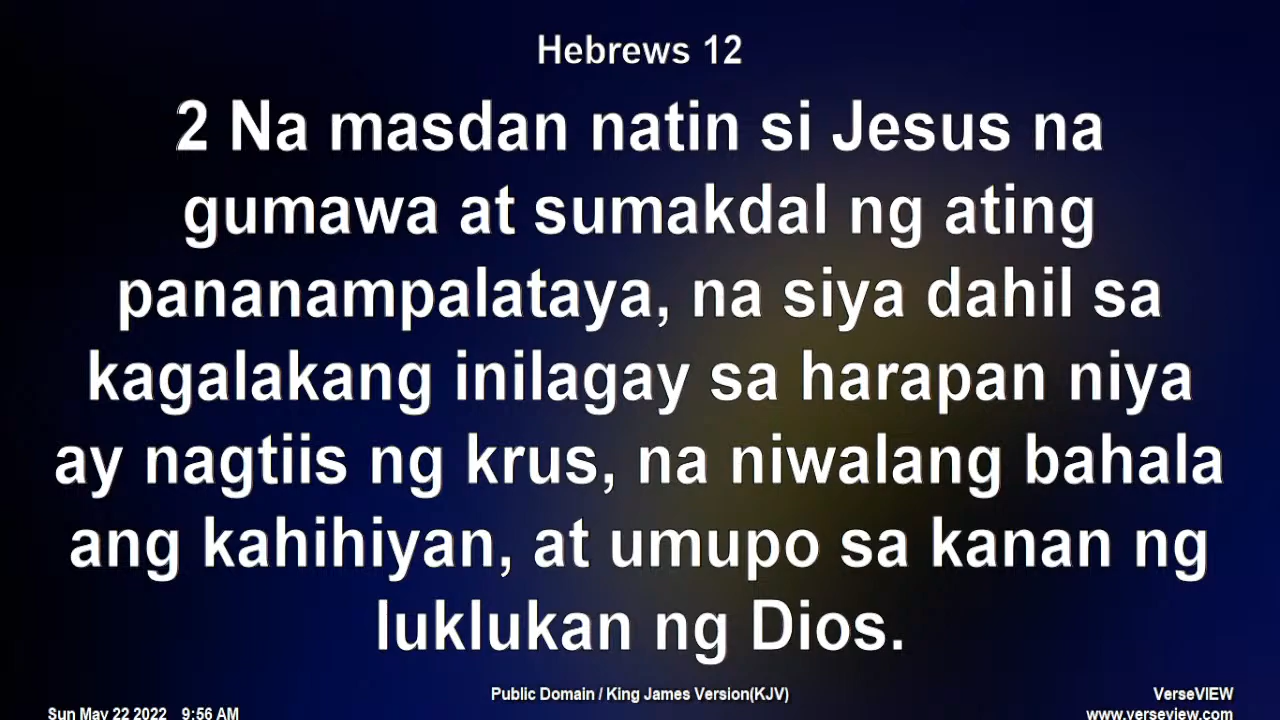 Hebrews 12
2 Na masdan natin si Jesus na
gumawa at sumakdal ng ating
pananampalataya, na siya dahil sa
kagalakang inilagay sa harapan niya
ay nagtiis ng krus, na niwalang bahala
ang kahihiyan, at umupo sa kanan ng
luklukan ng Dios.
Public Domain / King James Version(KJV)
VerseVIEW
Sun May 22 2022 9:56 AM
www.verseview.com